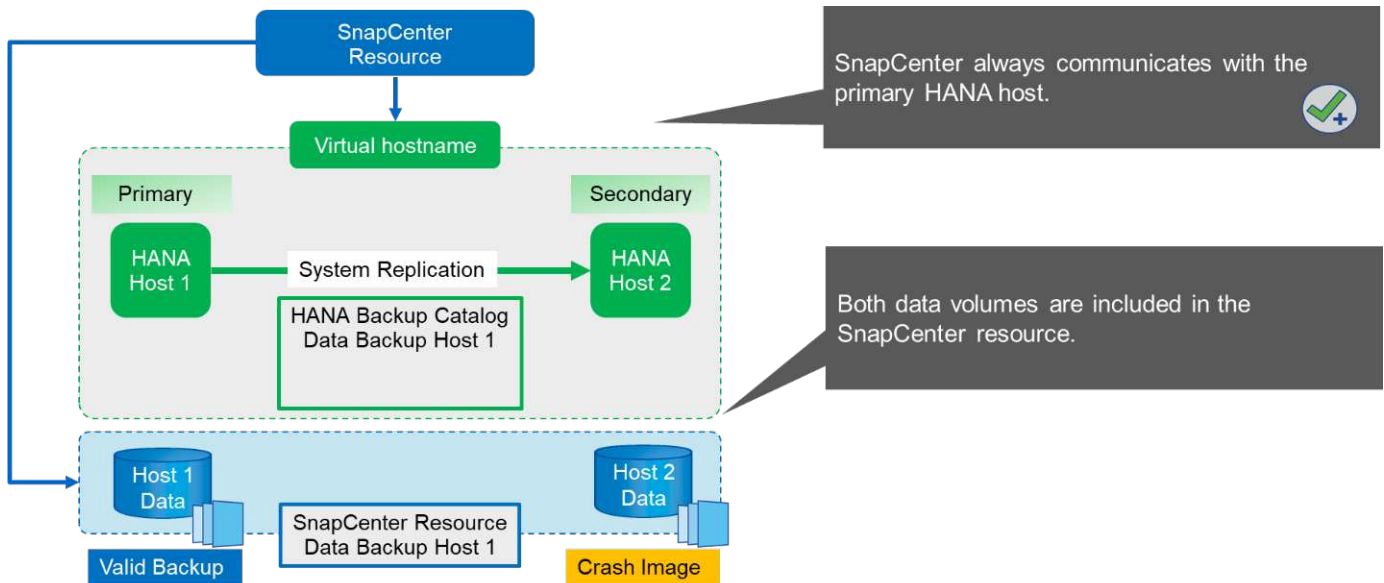 SnapCenter
Resource
SnapCenter always communicates with the
primary HANA host.
Virtual hostname
Primary
Secondary
HANA
Host 1
System Replication
HANA
Host 2
HANA Backup Catalog
Data Backup Host 1
Both data volumes are included in the
SnapCenter resource.
Host 1
Data
Host 2
Data
SnapCenter Resource
Data Backup Host 1
Valid Backup
Crash Image